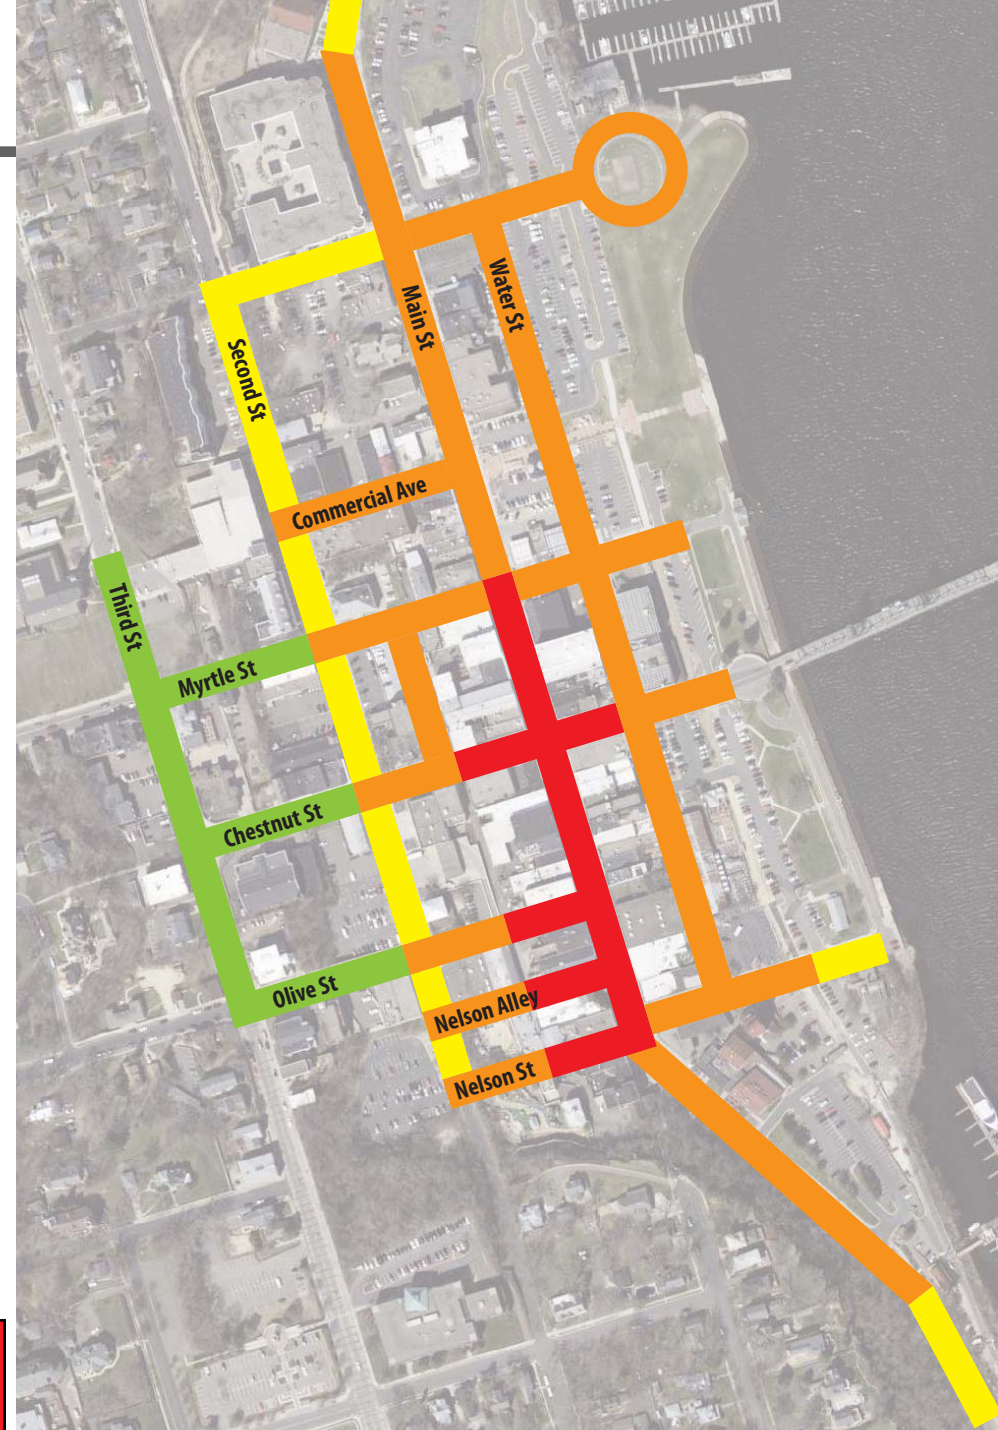 Main St
Water St
Second St
Commercial Ave
Third St
Myrtle St
Chestnut St
Olive St
Nelson Alley
Nelson St